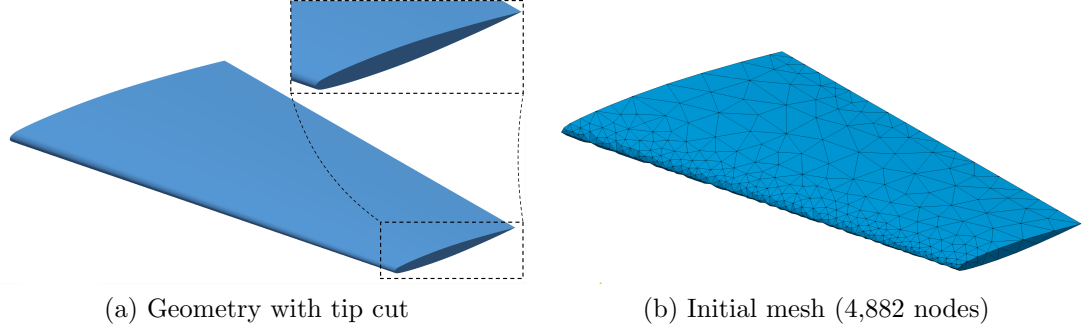 (a) Geometry with tip cut
(b) Initial mesh (4,882 nodes)